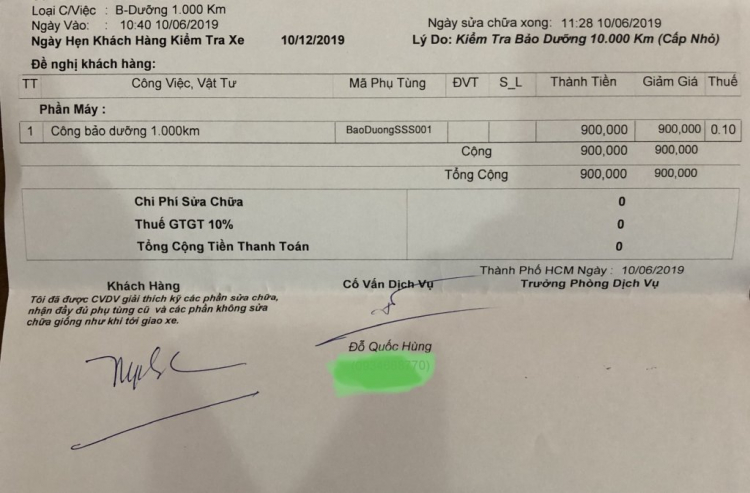 Loại C/Việc : B-Dưỡng 1.000 Km
Ngày Vào: : 10:40 10/06/2019 Ngày sửa chữa xong: 11:28 10/06/2019
Ngày Hẹn Khách Hàng Kiểm Tra Xe 10/12/2019 Lý Do: Kiểm Tra Bảo Dưỡng 10.000 Km (Cấp Nhỏ)
Đề nghị khách hàng:
TT Công Việc, Vật Tư Mã Phụ Tùng ĐVT S_L Thành Tiền Giảm Giá Thuế
Phần Máy :
1 Công bảo dưỡng 1.000km BaoDuongSSS001 900,000 900,000 0.10
Cộng 900,000 900,000
Tổng Cộng 900,000 900,000
Chi Phí Sửa Chữa 0
Thuế GTGT 10% 0
Tổng Cộng Tiền Thanh Toán 0
Thành Phố HCM Ngày : 10/06/2019
Khách Hàng Cố Vấn Dịch Vụ Trưởng Phòng Dịch Vụ
Tôi đã được CVDV giải thích kỹ các phần sửa chữa,
nhận đầy đủ phụ tùng cũ và các phần không sửa
chữa giống như khi tới giao xe.
Đỗ Quốc Hùng